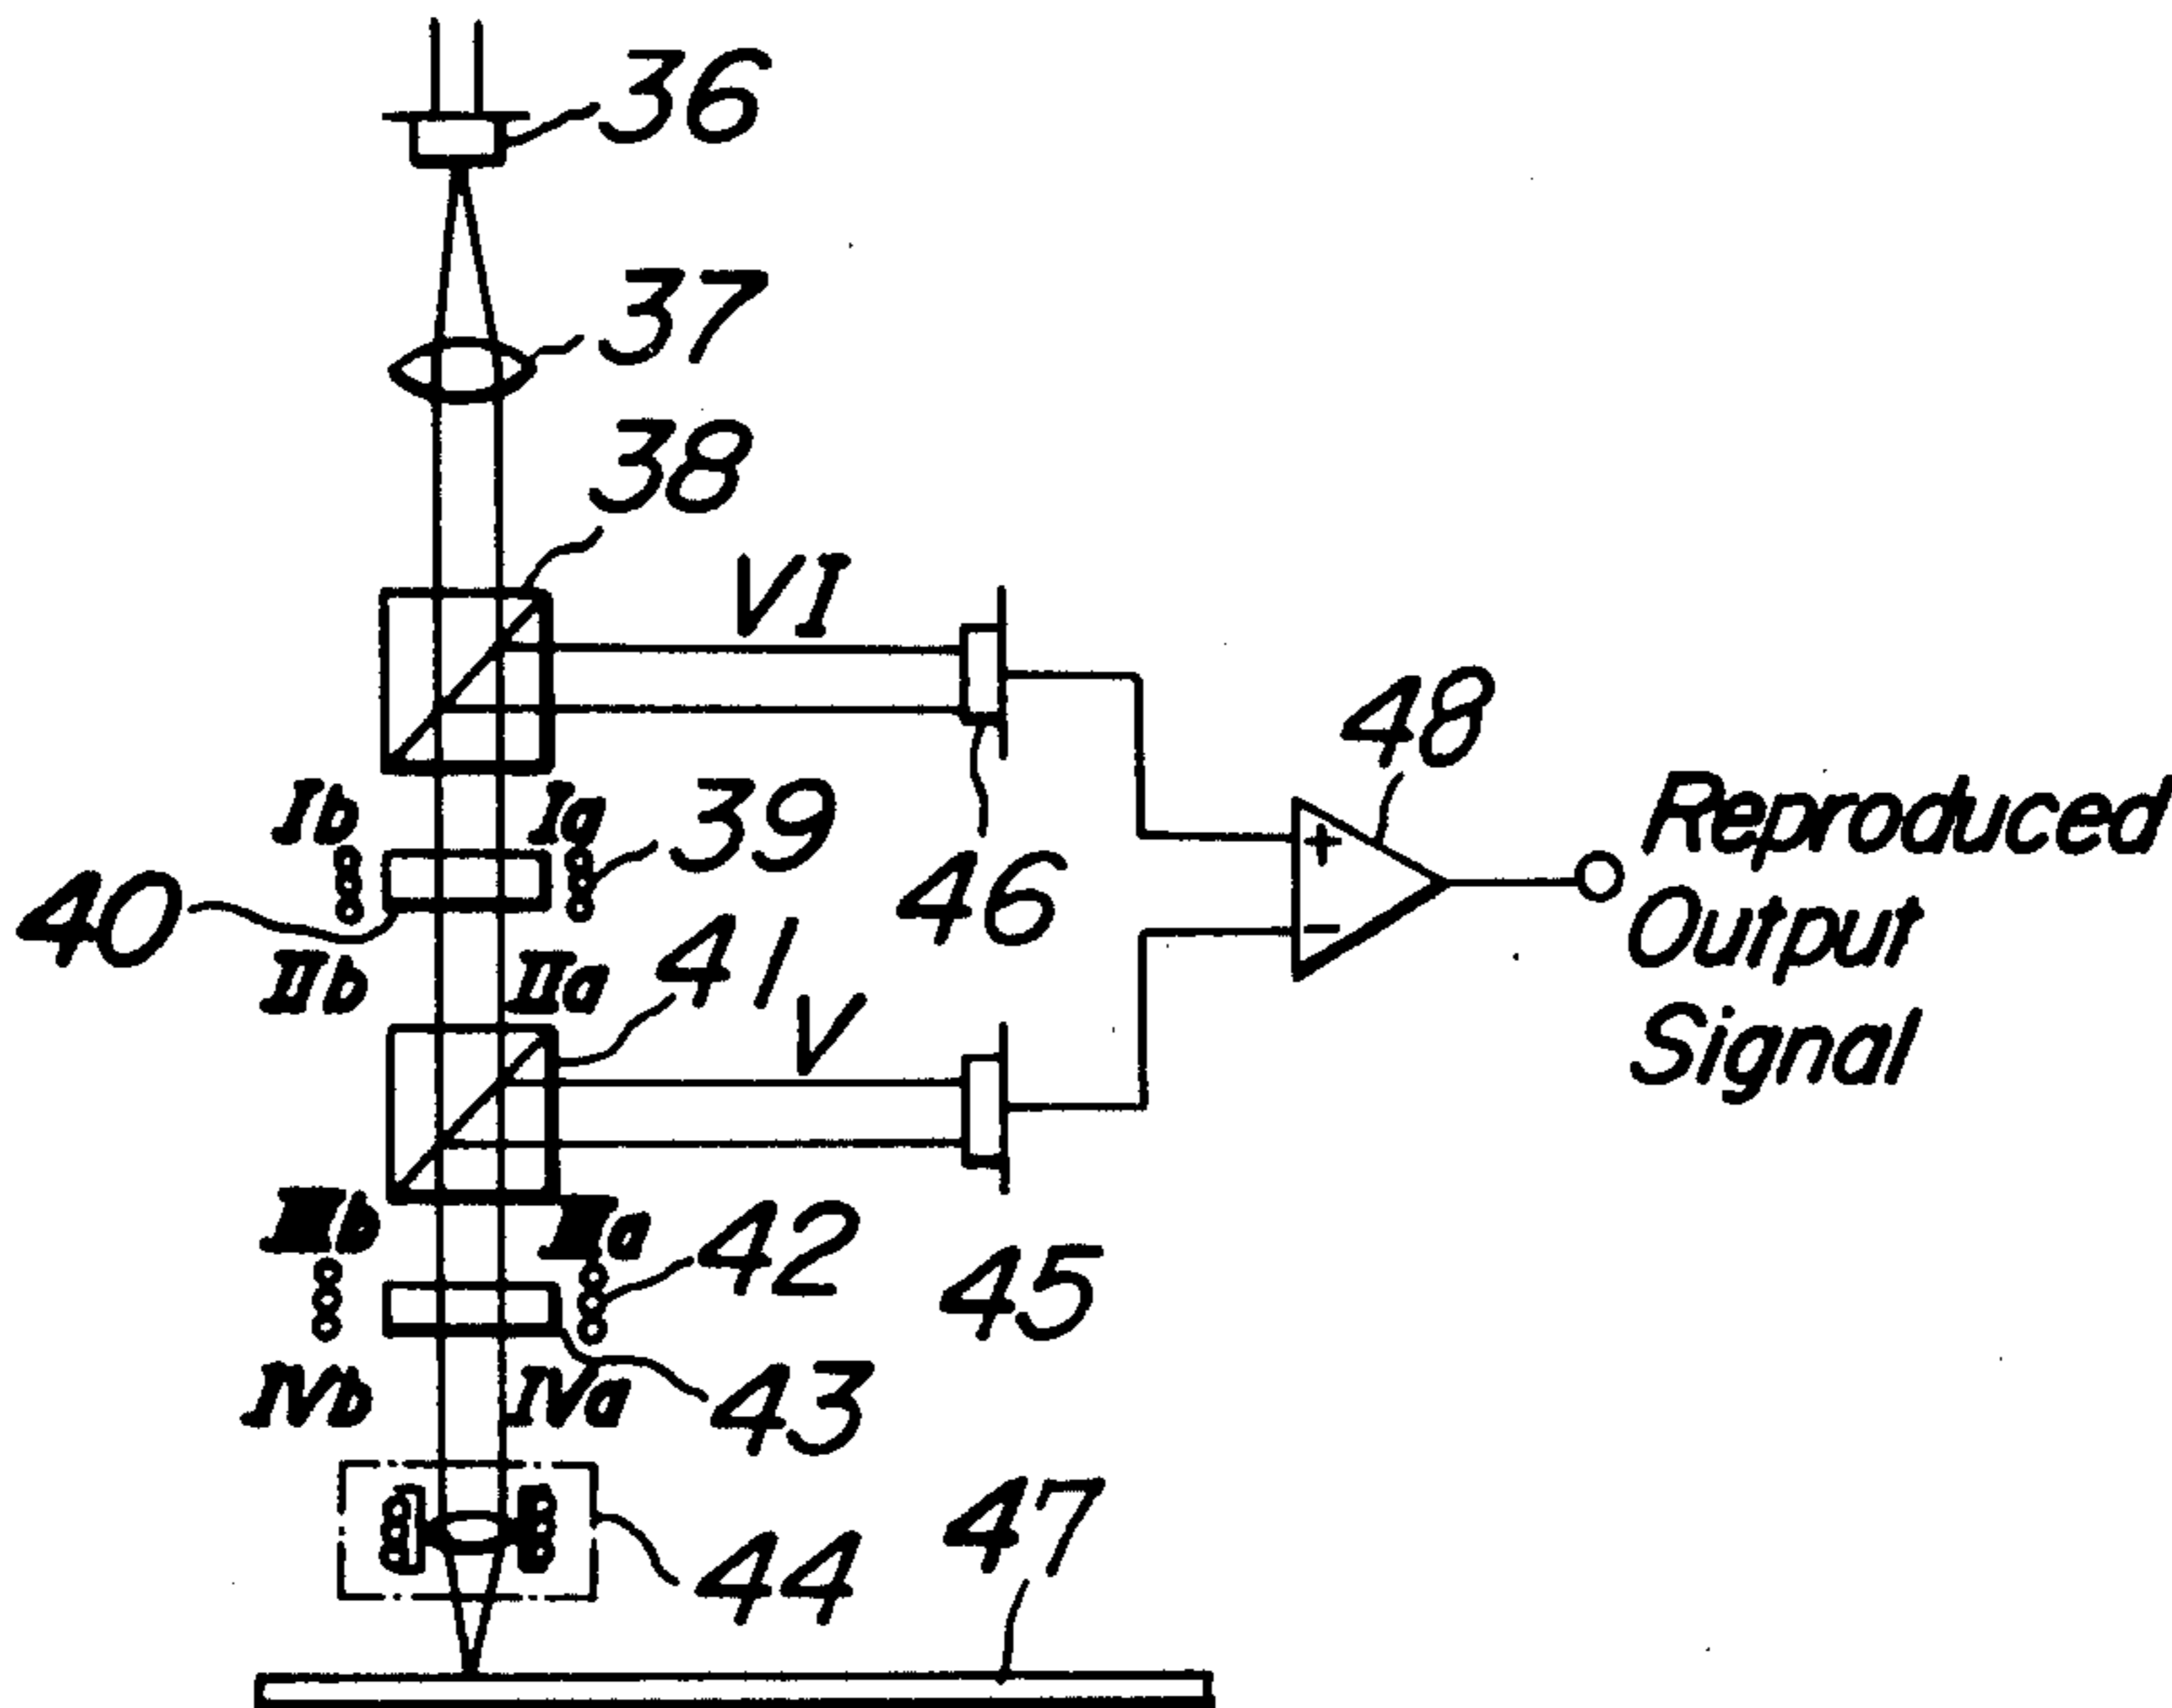 36
37
38
VI
48
Ib
Ia
39
Reproduced
Output
Signal
40
46
IIb
IIa
41
V
IIIb
IIIa
42
45
IVb
IVa
43
44
47
+
-